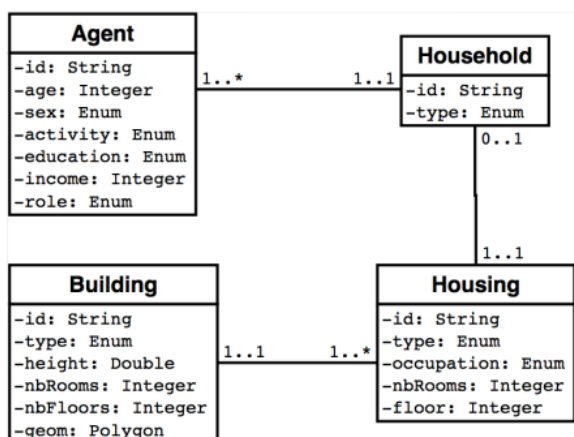 Agent
-id: String
-age: Integer
-sex: Enum
-activity: Enum
-education: Enum
-income: Integer
-role: Enum
1..*
1..1
Household
-id: String
-type: Enum
0..1
1..1
Building
-id: String
-type: Enum
-height: Double
-nbRooms: Integer
-nbFloors: Integer
-geom: Polygon
1..1
1..*
Housing
-id: String
-type: Enum
-occupation: Enum
-nbRooms: Integer
-floor: Integer